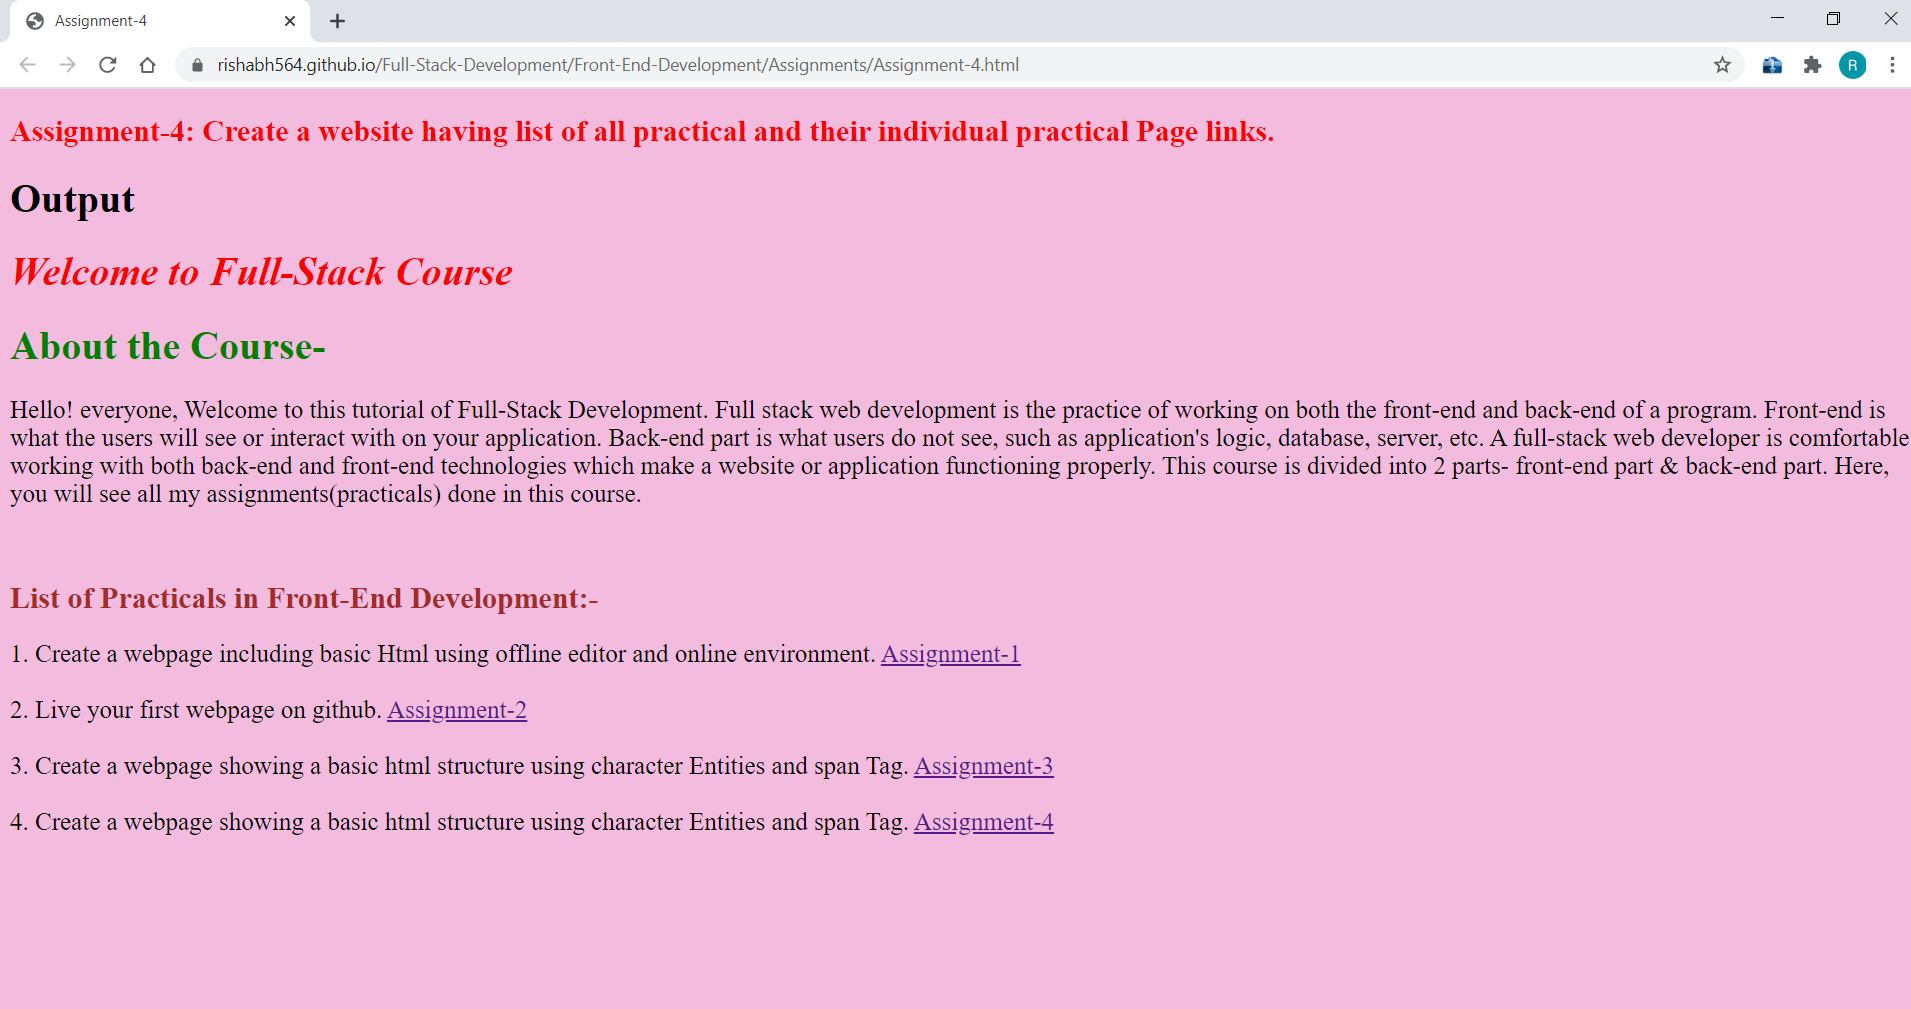 Assignment-4
rishabh564.github.io/Full-Stack-Development/Front-End-Development/Assignments/Assignment-4.html
R
Assignment-4: Create a website having list of all practical and their individual practical Page links.
Output
Welcome to Full-Stack Course
About the Course-
Hello! everyone, Welcome to this tutorial of Full-Stack Development. Full stack web development is the practice of working on both the front-end and back-end of a program. Front-end is
what the users will see or interact with on your application. Back-end part is what users do not see, such as application's logic, database, server, etc. A full-stack web developer is comfortable
working with both back-end and front-end technologies which make a website or application functioning properly. This course is divided into 2 parts- front-end part & back-end part. Here,
you will see all my assignments(practicals) done in this course.
List of Practicals in Front-End Development:-
1. Create a webpage including basic Html using offline editor and online environment. Assignment-1
2. Live your first webpage on github. Assignment-2
3. Create a webpage showing a basic html structure using character Entities and span Tag. Assignment-3
4. Create a webpage showing a basic html structure using character Entities and span Tag. Assignment-4